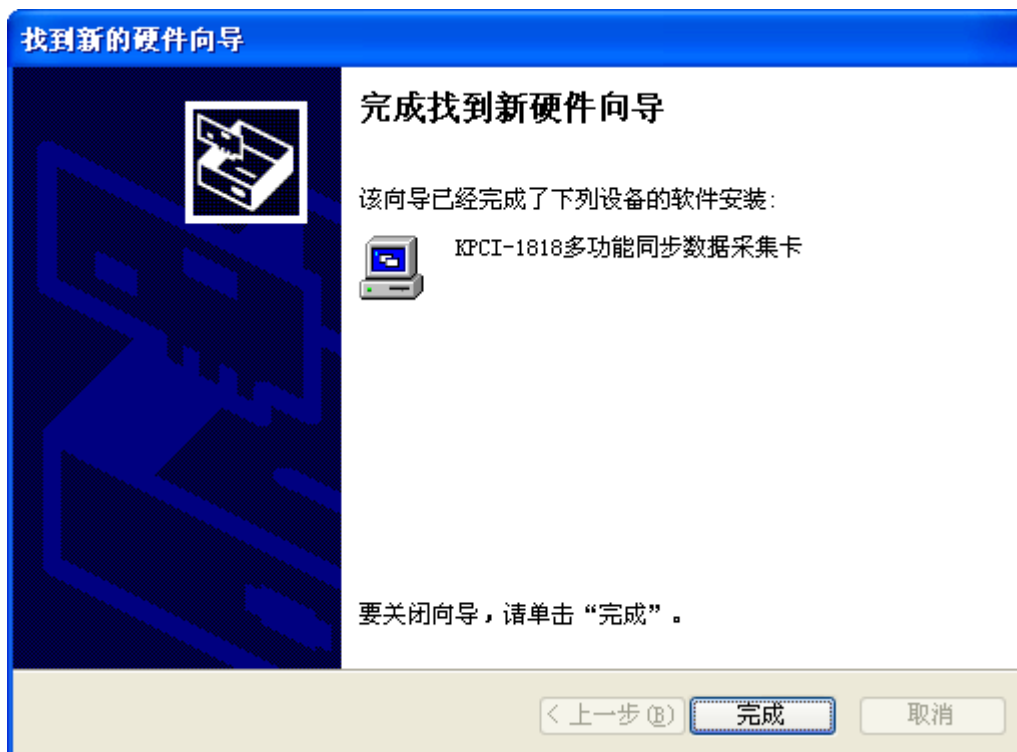 找到新的硬件向导
完成找到新硬件向导
该向导已经完成了下列设备的软件安装:
KPCI-1818多功能同步数据采集卡
要关闭向导，请单击“完成”。
< 上一步(B)
完成
取消